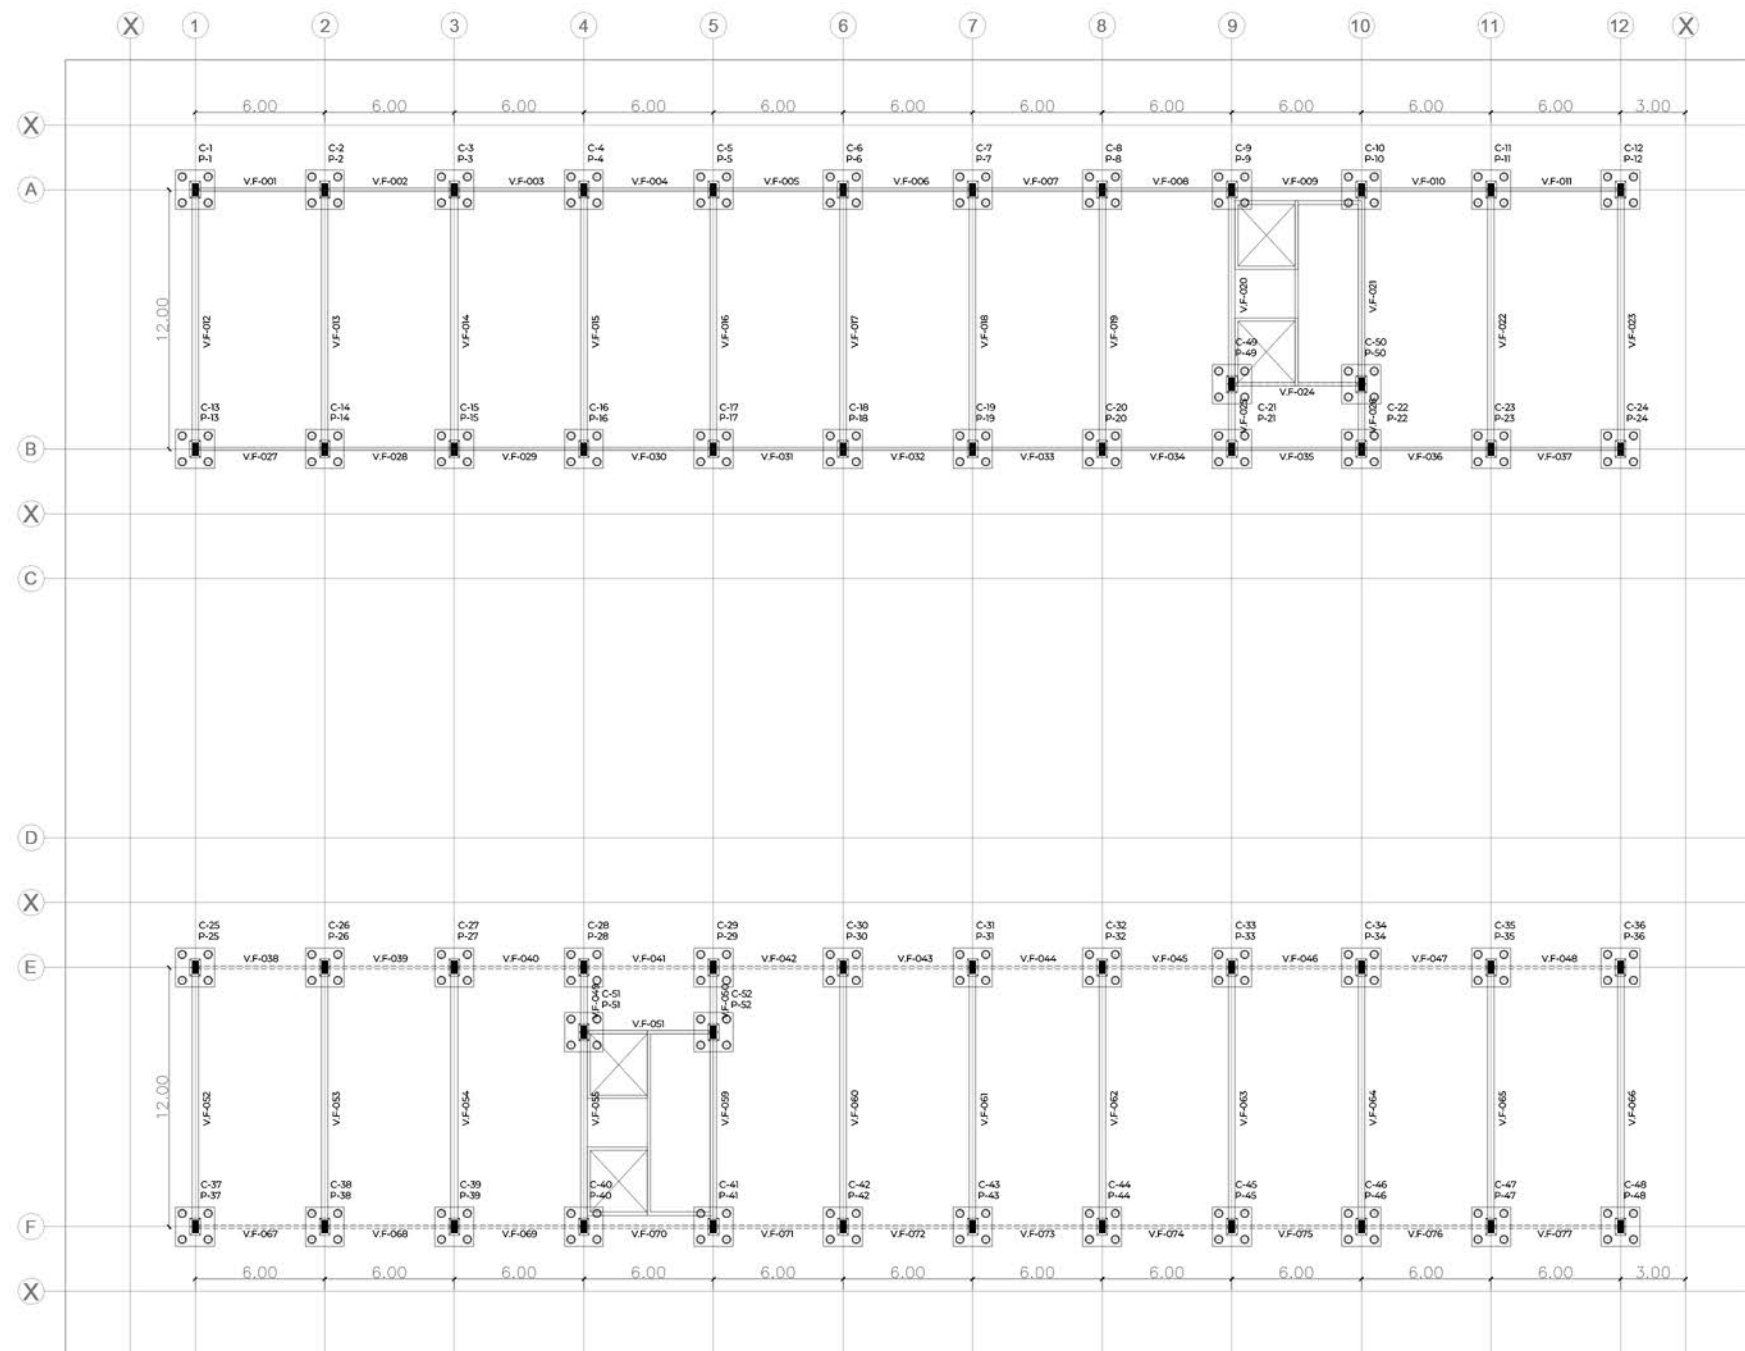 X 1 2 3 4 5 6 7 8 9 10 11 12 X
6.00 6.00 6.00 6.00 6.00 6.00 6.00 6.00 6.00 6.00 6.00 3.00
X
C-1 C-2 C-3 C-4 C-5 C-6 C-7 C-8 C-9 C-10 C-11 C-12
P-1 P-2 P-3 P-4 P-5 P-6 P-7 P-8 P-9 P-10 P-11 P-12
A V.F-001 V.F-002 V.F-003 V.F-004 V.F-005 V.F-006 V.F-007 V.F-008 V.F-009 V.F-010 V.F-011
12.00 V.F-012 V.F-013 V.F-014 V.F-015 V.F-016 V.F-017 V.F-018 V.F-019 V.F-020 V.F-021 V.F-022 V.F-023
C-49 C-50
P-49 P-50
V.F-024
C-13 C-14 C-15 C-16 C-17 C-18 C-19 C-20 V.F-025 C-21 V.F-026 C-22 C-23 C-24
P-13 P-14 P-15 P-16 P-17 P-18 P-19 P-20 P-21 P-22 P-23 P-24
B V.F-027 V.F-028 V.F-029 V.F-030 V.F-031 V.F-032 V.F-033 V.F-034 V.F-035 V.F-036 V.F-037
X
C
D
X
C-25 C-26 C-27 C-28 C-29 C-30 C-31 C-32 C-33 C-34 C-35 C-36
P-25 P-26 P-27 P-28 P-29 P-30 P-31 P-32 P-33 P-34 P-35 P-36
E V.F-038 V.F-039 V.F-040 V.F-041 V.F-042 V.F-043 V.F-044 V.F-045 V.F-046 V.F-047 V.F-048
V.F-049 C-51 V.F-050 C-52
P-51 P-52
V.F-051
12.00 V.F-052 V.F-053 V.F-054 V.F-055 V.F-059 V.F-060 V.F-061 V.F-062 V.F-063 V.F-064 V.F-065 V.F-066
C-37 C-38 C-39 C-40 C-41 C-42 C-43 C-44 C-45 C-46 C-47 C-48
P-37 P-38 P-39 P-40 P-41 P-42 P-43 P-44 P-45 P-46 P-47 P-48
F V.F-067 V.F-068 V.F-069 V.F-070 V.F-071 V.F-072 V.F-073 V.F-074 V.F-075 V.F-076 V.F-077
6.00 6.00 6.00 6.00 6.00 6.00 6.00 6.00 6.00 6.00 6.00 3.00
X